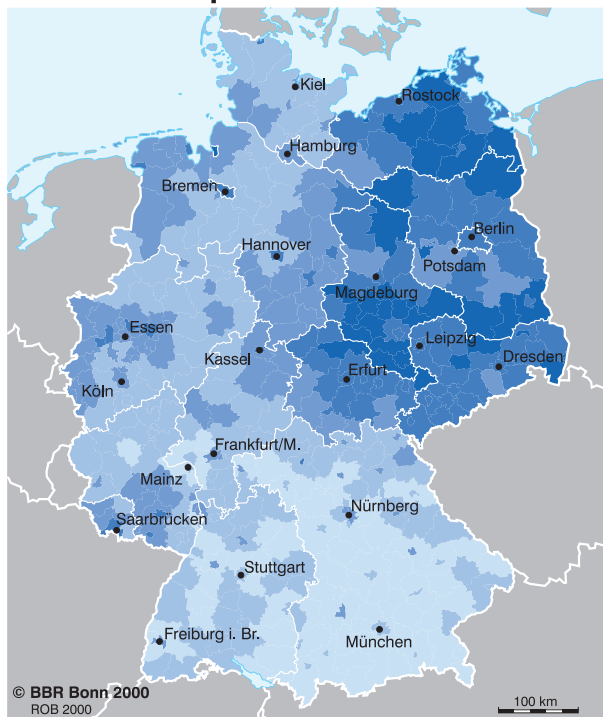 Kiel
Rostock
Hamburg
Bremen
Berlin
Hannover
Potsdam
Magdeburg
Essen
Leipzig
Kassel
Dresden
Köln
Erfurt
Frankfurt/M.
Mainz
Nürnberg
Saarbrücken
Stuttgart
Freiburg i. Br.
München
© BBR Bonn 2000
ROB 2000
100 km